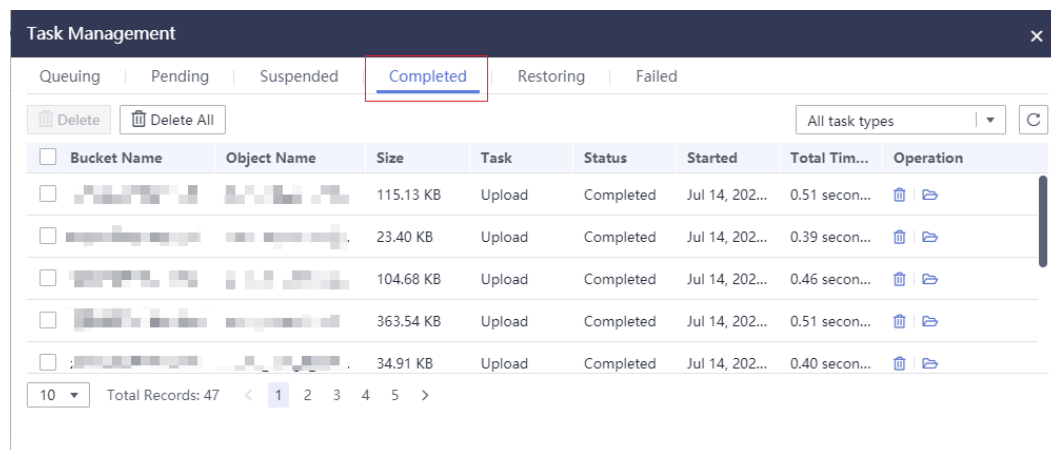 Task Management
Queuing Pending Suspended Completed Restoring Failed
Delete Delete All All task types
Bucket Name Object Name Size Task Status Started Total Tim... Operation
115.13 KB Upload Completed Jul 14, 202... 0.51 secon...
23.40 KB Upload Completed Jul 14, 202... 0.39 secon...
104.68 KB Upload Completed Jul 14, 202... 0.46 secon...
363.54 KB Upload Completed Jul 14, 202... 0.51 secon...
34.91 KB Upload Completed Jul 14, 202... 0.40 secon...
10 Total Records: 47 < 1 2 3 4 5 >